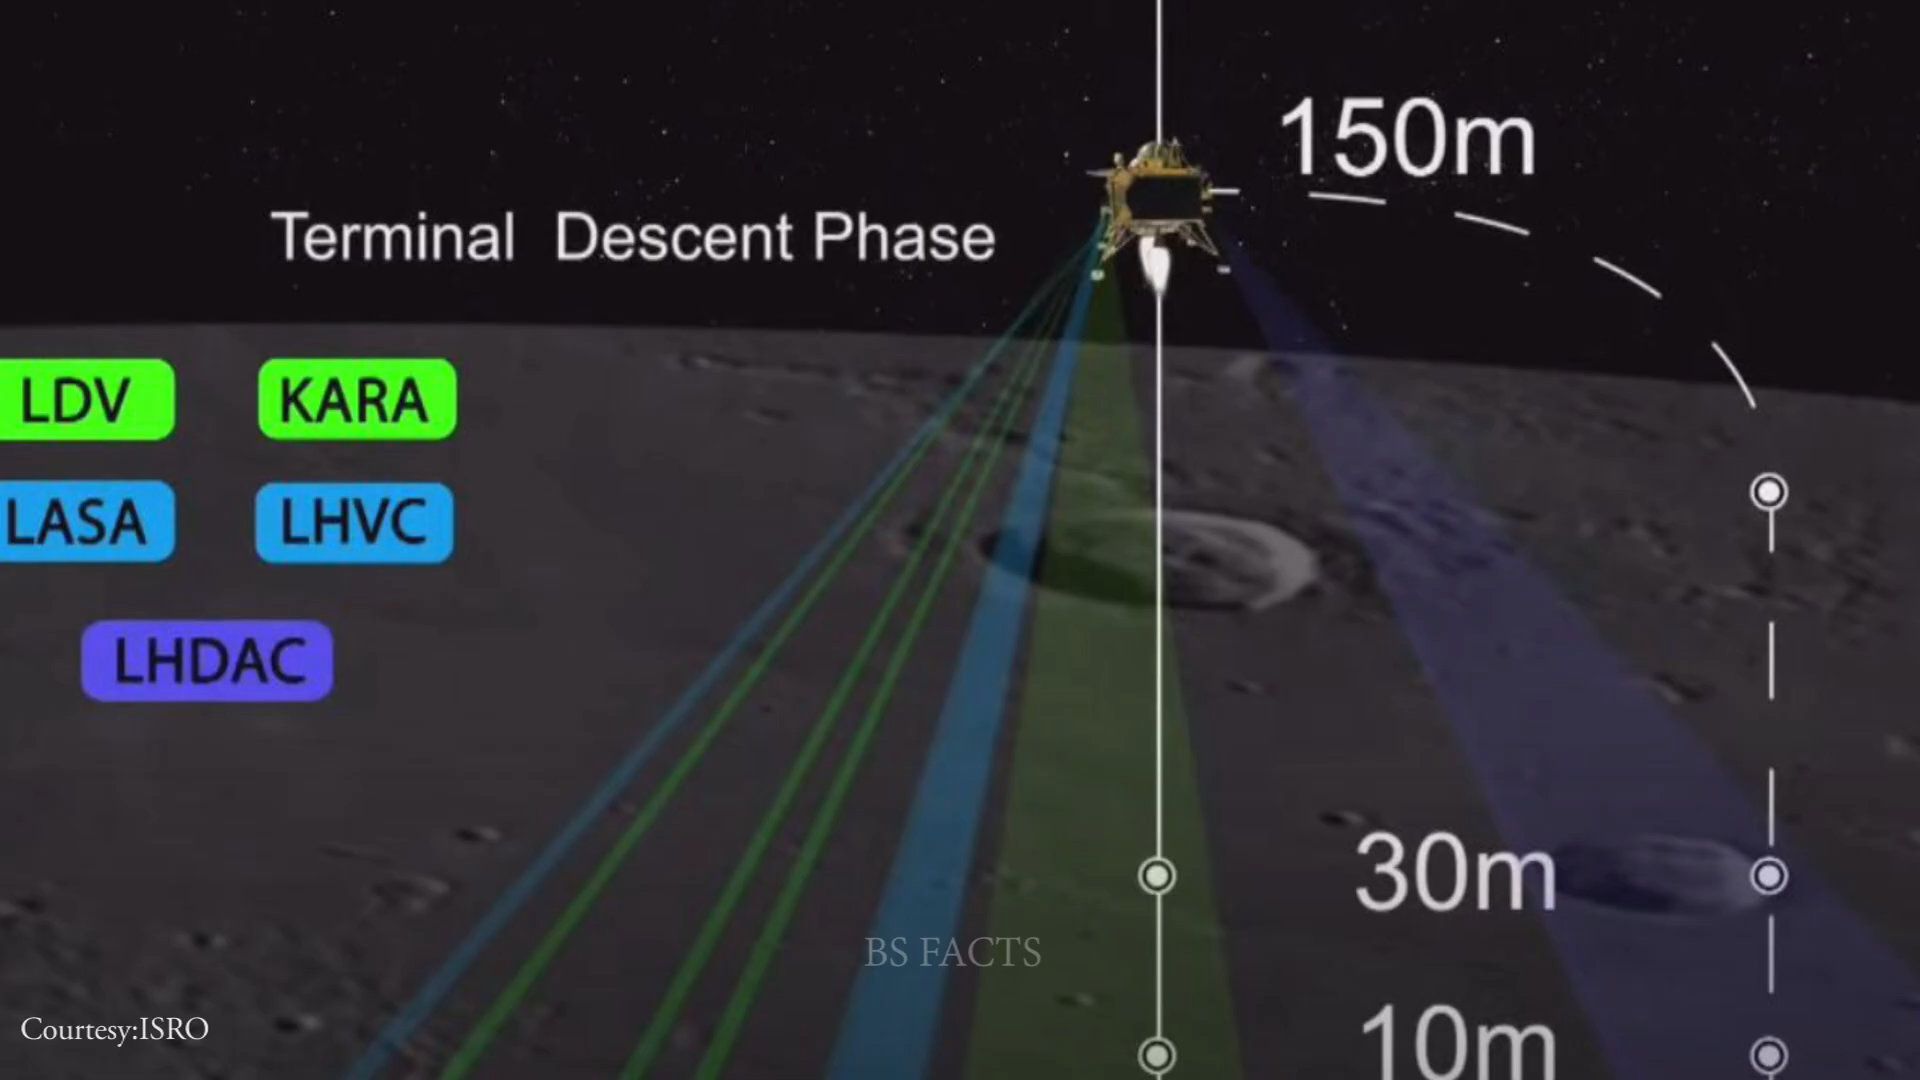 150m
Terminal Descent Phase
LDV KARA
LASA LHVC
LHDAC
30m
BS FACTS
10m
Courtesy:ISRO